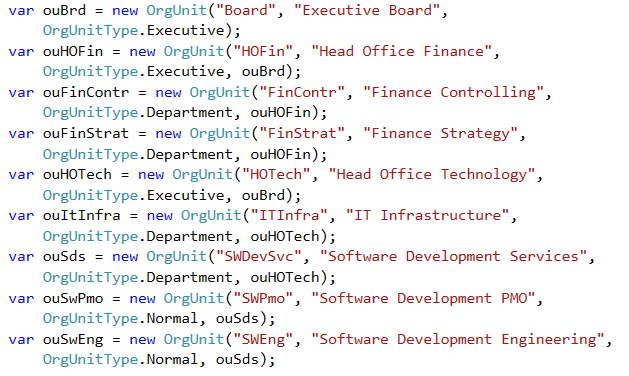 var ouBrd = new OrgUnit("Board", "Executive Board",
    OrgUnitType.Executive);
var ouHOFin = new OrgUnit("HOFin", "Head Office Finance",
    OrgUnitType.Executive, ouBrd);
var ouFinContr = new OrgUnit("FinContr", "Finance Controlling",
    OrgUnitType.Department, ouHOFin);
var ouFinStrat = new OrgUnit("FinStrat", "Finance Strategy",
    OrgUnitType.Department, ouHOFin);
var ouHOTech = new OrgUnit("HOTech", "Head Office Technology",
    OrgUnitType.Executive, ouBrd);
var ouItInfra = new OrgUnit("ITInfra", "IT Infrastructure",
    OrgUnitType.Department, ouHOTech);
var ouSds = new OrgUnit("SWDevSvc", "Software Development Services",
    OrgUnitType.Department, ouHOTech);
var ouSwPmo = new OrgUnit("SWPmo", "Software Development PMO",
    OrgUnitType.Normal, ouSds);
var ouSwEng = new OrgUnit("SWEng", "Software Development Engineering",
    OrgUnitType.Normal, ouSds);